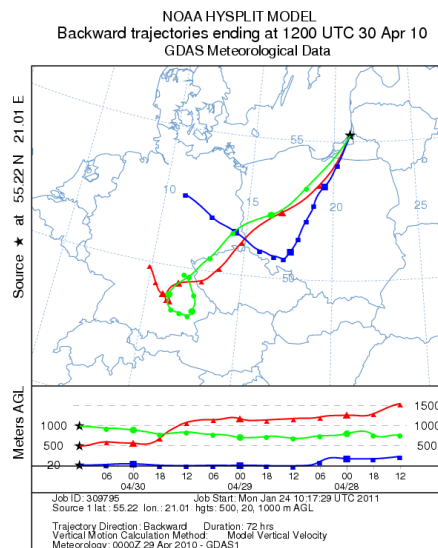 NOAA HYSPLIT MODEL
Backward trajectories ending at 1200 UTC 30 Apr 10
GDAS Meteorological Data
Source ★ at 55.22 N 21.01 E
55
10
15
20
25
50
Meters AGL
1500
1000 1000
500 500
20
06 00 18 12 06 00 18 12 06 00 18 12
04/30 04/29 04/28
Job ID: 309795 Job Start: Mon Jan 24 10:17:29 UTC 2011
Source 1 lat.: 55.22 lon.: 21.01 hgts: 500, 20, 1000 m AGL
Trajectory Direction: Backward Duration: 72 hrs
Vertical Motion Calculation Method: Model Vertical Velocity
Meteorology: 0000Z 29 Apr 2010 - GDAS1